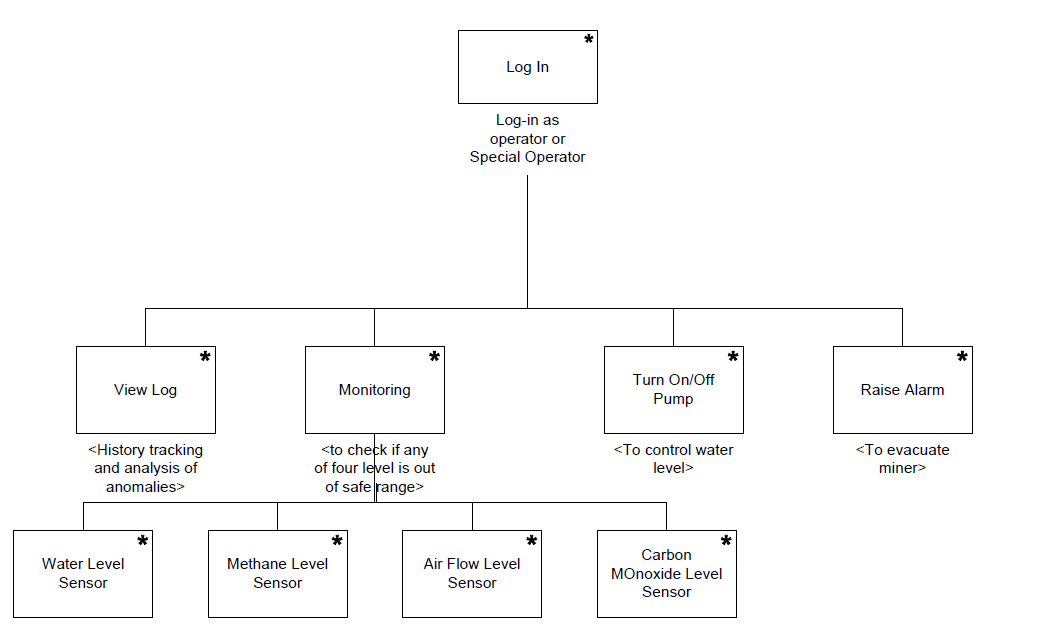 *
Log In
Log-in as
operator or
Special Operator
*
View Log
*
Monitoring
*
Turn On/Off
Pump
*
Raise Alarm
<History tracking
and analysis of
anomalies>
<to check if any
of four level is out
of safe range>
<To control water
level>
<To evacuate
miner>
*
Water Level
Sensor
*
Methane Level
Sensor
*
Air Flow Level
Sensor
*
Carbon
MOnoxide Level
Sensor